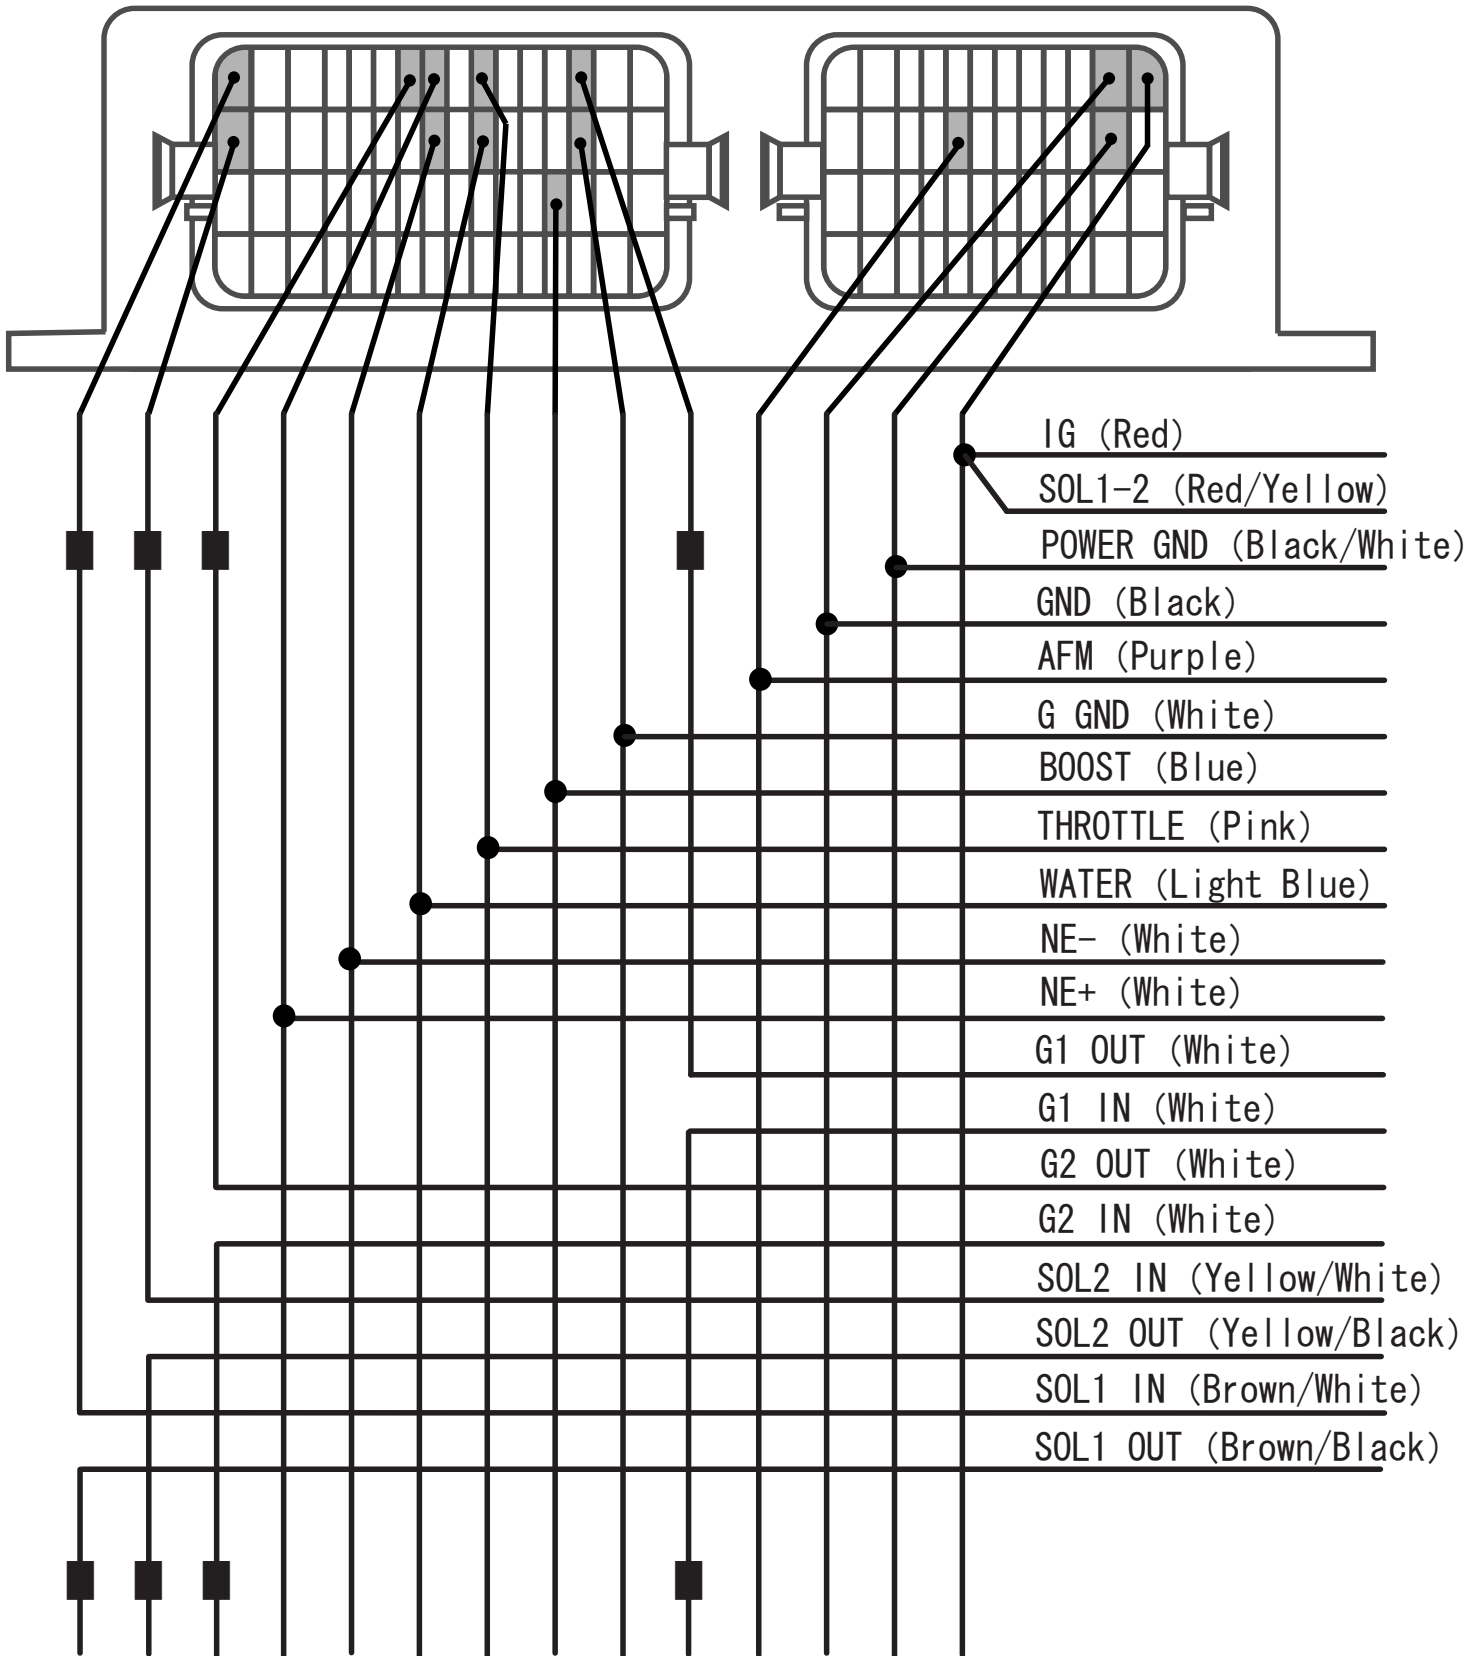 IG (Red)
SOL1-2 (Red/Yellow)
POWER GND (Black/White)
GND (Black)
AFM (Purple)
G GND (White)
BOOST (Blue)
THROTTLE (Pink)
WATER (Light Blue)
NE- (White)
NE+ (White)
G1 OUT (White)
G1 IN (White)
G2 OUT (White)
G2 IN (White)
SOL2 IN (Yellow/White)
SOL2 OUT (Yellow/Black)
SOL1 IN (Brown/White)
SOL1 OUT (Brown/Black)